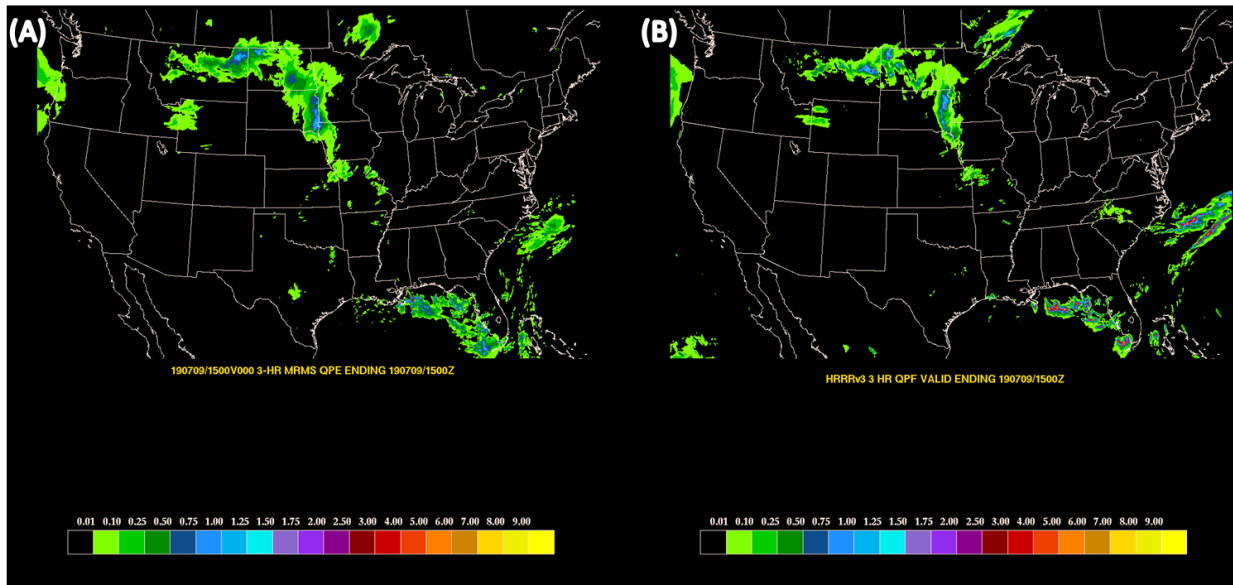 (A)
190709/1500V000 3-HR MRMS QPE ENDING 190709/1500Z
0.01 0.10 0.25 0.50 0.75 1.00 1.25 1.50 1.75 2.00 2.50 3.00 4.00 5.00 6.00 7.00 8.00 9.00
(B)
HRRRv3 3 HR QPF VALID ENDING 190709/1500Z
0.01 0.10 0.25 0.50 0.75 1.00 1.25 1.50 1.75 2.00 2.50 3.00 4.00 5.00 6.00 7.00 8.00 9.00